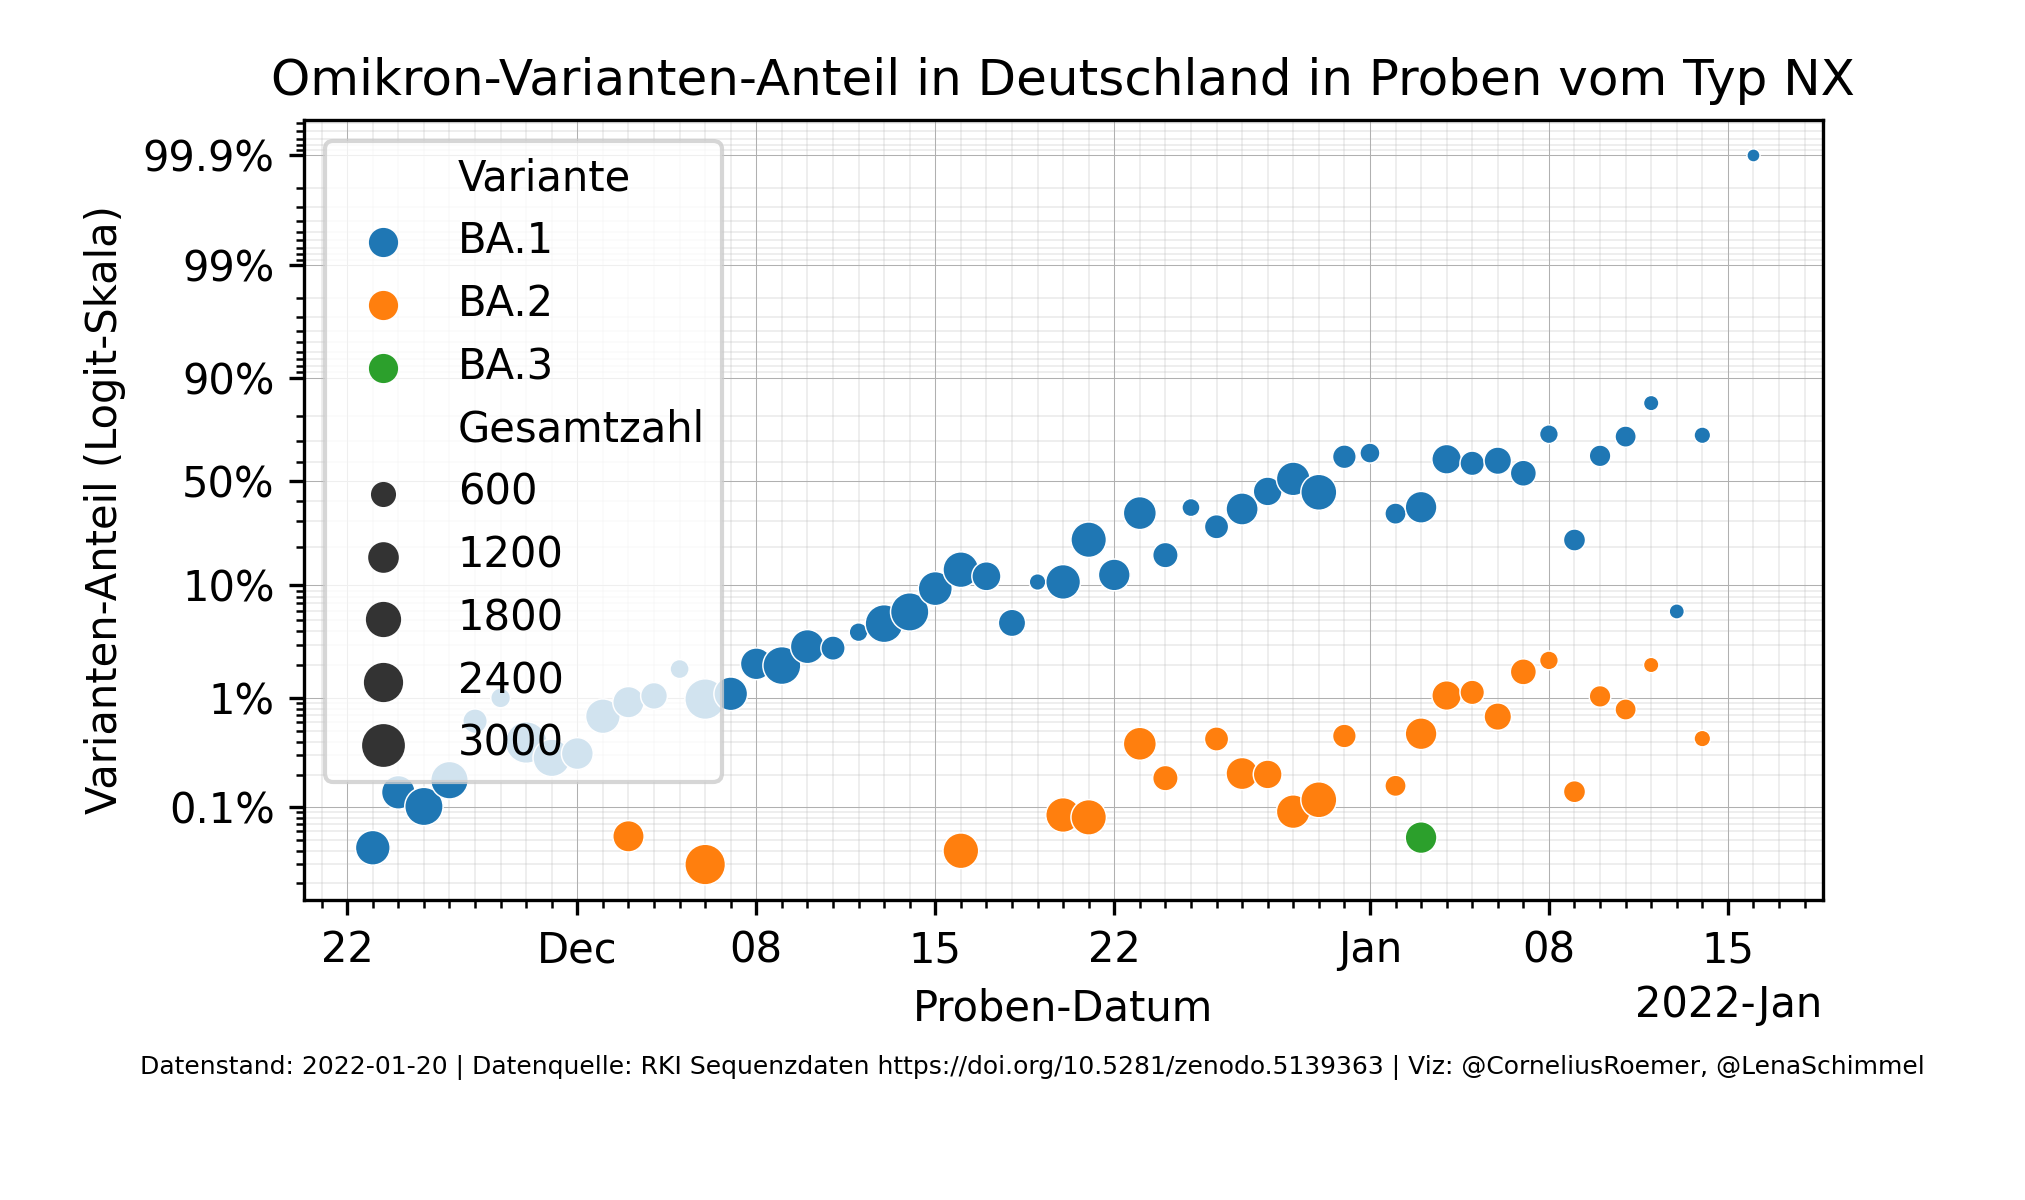 Omikron-Varianten-Anteil in Deutschland in Proben vom Typ NX
Varianten-Anteil (Logit-Skala)
99.9%
99%
90%
50%
10%
1%
0.1%
Variante
BA.1
BA.2
BA.3
Gesamtzahl
600
1200
1800
2400
3000
22 Dec 08 15 22 Jan 08 15
Proben-Datum
2022-Jan
Datenstand: 2022-01-20 | Datenquelle: RKI Sequenzdaten https://doi.org/10.5281/zenodo.5139363 | Viz: @CorneliusRoemer, @LenaSchimmel